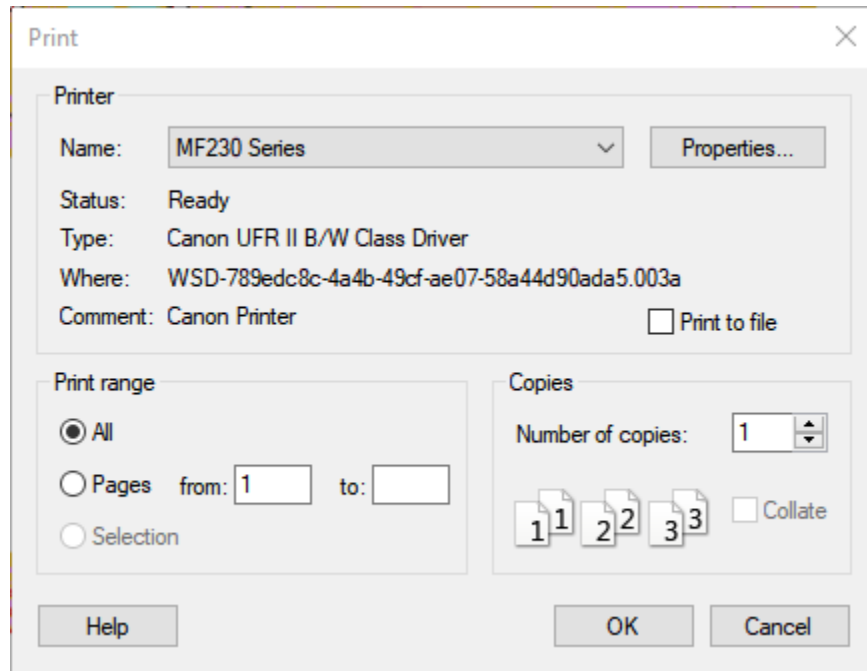 Print
Printer
Name: MF230 Series Properties...
Status: Ready
Type: Canon UFR II B/W Class Driver
Where: WSD-789edc8c-4a4b-49cf-ae07-58a44d90ada5.003a
Comment: Canon Printer Print to file
Print range
All
Pages from: 1 to:
Selection
Copies
Number of copies: 1
1 1 2 2 3 3 Collate
Help OK Cancel